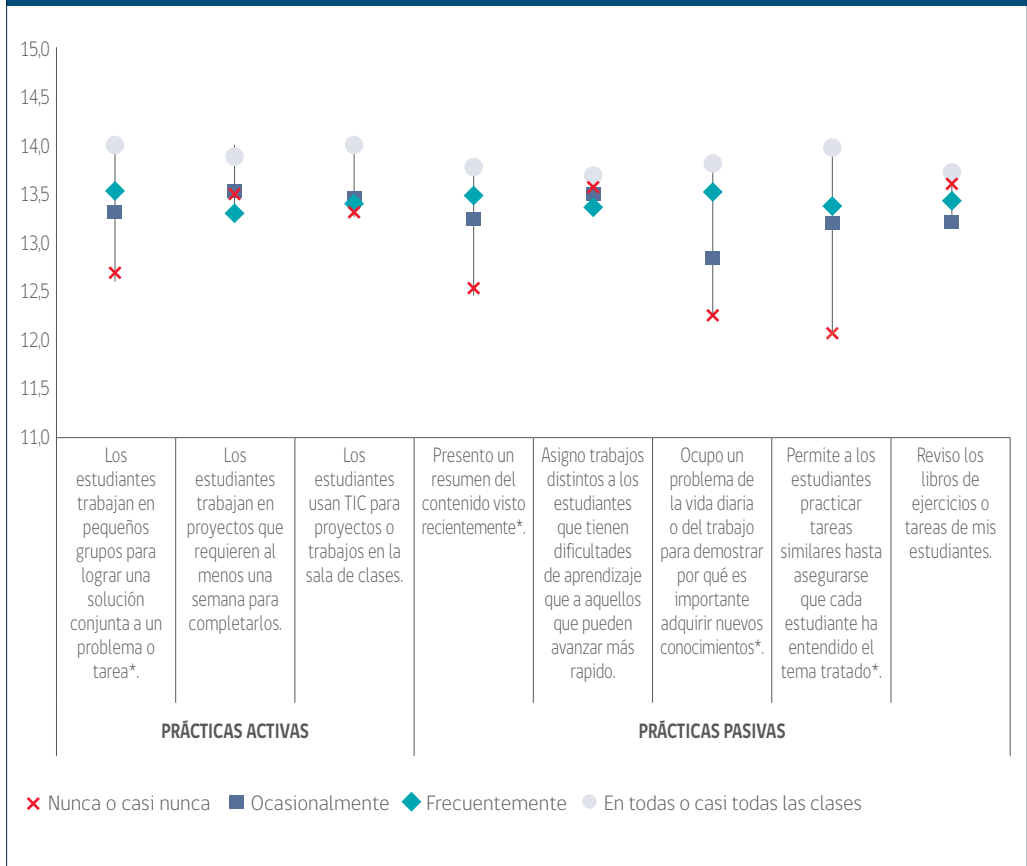 15,0
14,5
14,0
13,5
13,0
12,5
12,0
11,5
11,0
Los
estudiantes
trabajan en
pequeños
grupos para
lograr una
solución
conjunta a un
problema o
tarea*.
Los
estudiantes
trabajan en
proyectos que
requieren al
menos una
semana para
completarlos.
Los
estudiantes
usan TIC para
proyectos o
trabajos en la
sala de clases.
Presento un
resumen del
contenido visto
recientemente*.
Asigno trabajos
distintos a los
estudiantes
que tienen
dificultades
de aprendizaje
que a aquellos
que pueden
avanzar más
rapido.
Ocupo un
problema de
la vida diaria
o del trabajo
para demostrar
por qué es
importante
adquirir nuevos
conocimientos*.
Permite a los
estudiantes
practicar
tareas
similares hasta
asegurarse
que cada
estudiante ha
entendido el
tema tratado*.
Reviso los
libros de
ejercicios o
tareas de mis
estudiantes.
PRÁCTICAS ACTIVAS
PRÁCTICAS PASIVAS
Nunca o casi nunca Ocasionalmente Frecuentemente En todas o casi todas las clases